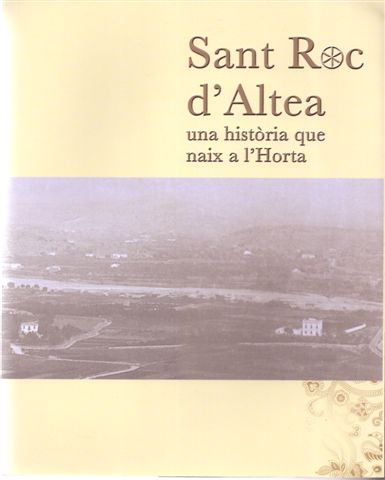 Sant Roc
d'Altea
una història que
naix a l'Horta